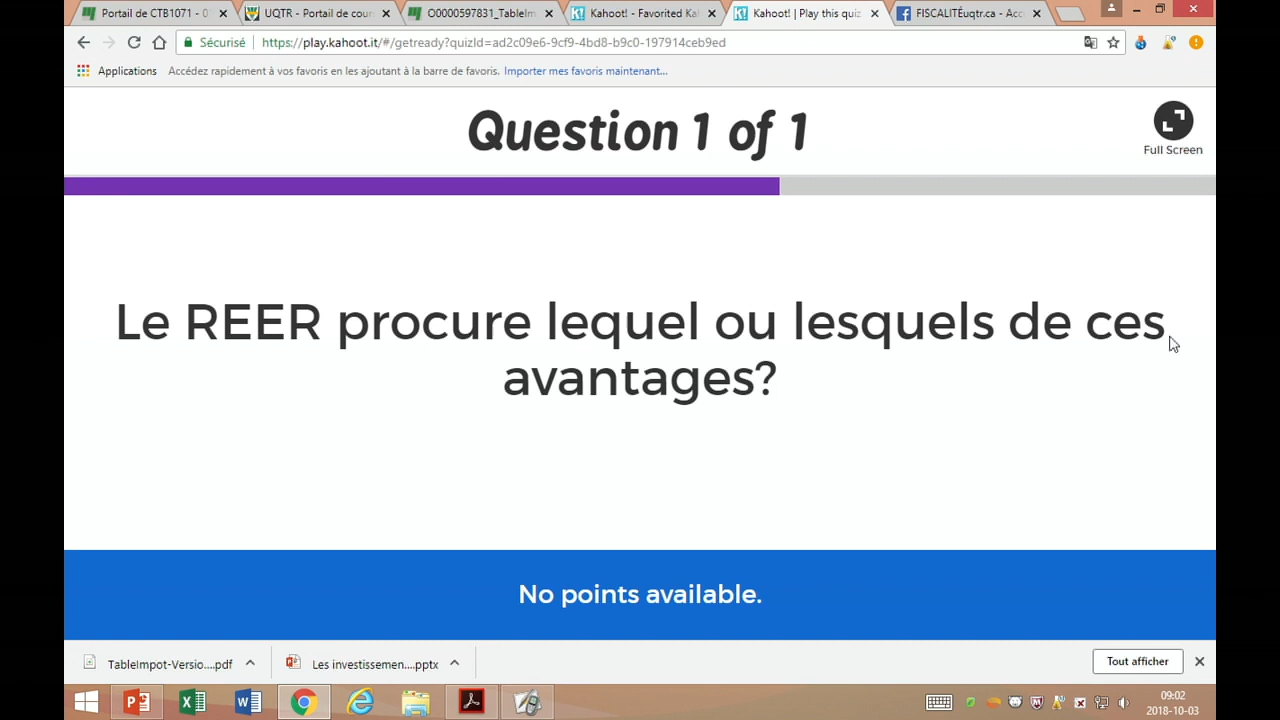 Portail de CTB1071 - 0
UQTR - Portail de cour
O0000597831_TableIm
Kahoot! - Favorited Ka
Kahoot! | Play this quiz
FISCALITÉuqtr.ca - Acc
Sécurisé
https://play.kahoot.it/#/getready?quizId=ad2c09e6-9cf9-4bd8-b9c0-197914ceb9ed
Applications
Accédez rapidement à vos favoris en les ajoutant à la barre de favoris. Importer mes favoris maintenant...
Question 1 of 1
Full Screen
Le REER procure lequel ou lesquels de ces
avantages?
No points available.
TableImpot-Versio....pdf
Les investissemen....pptx
Tout afficher
09:02
2018-10-03